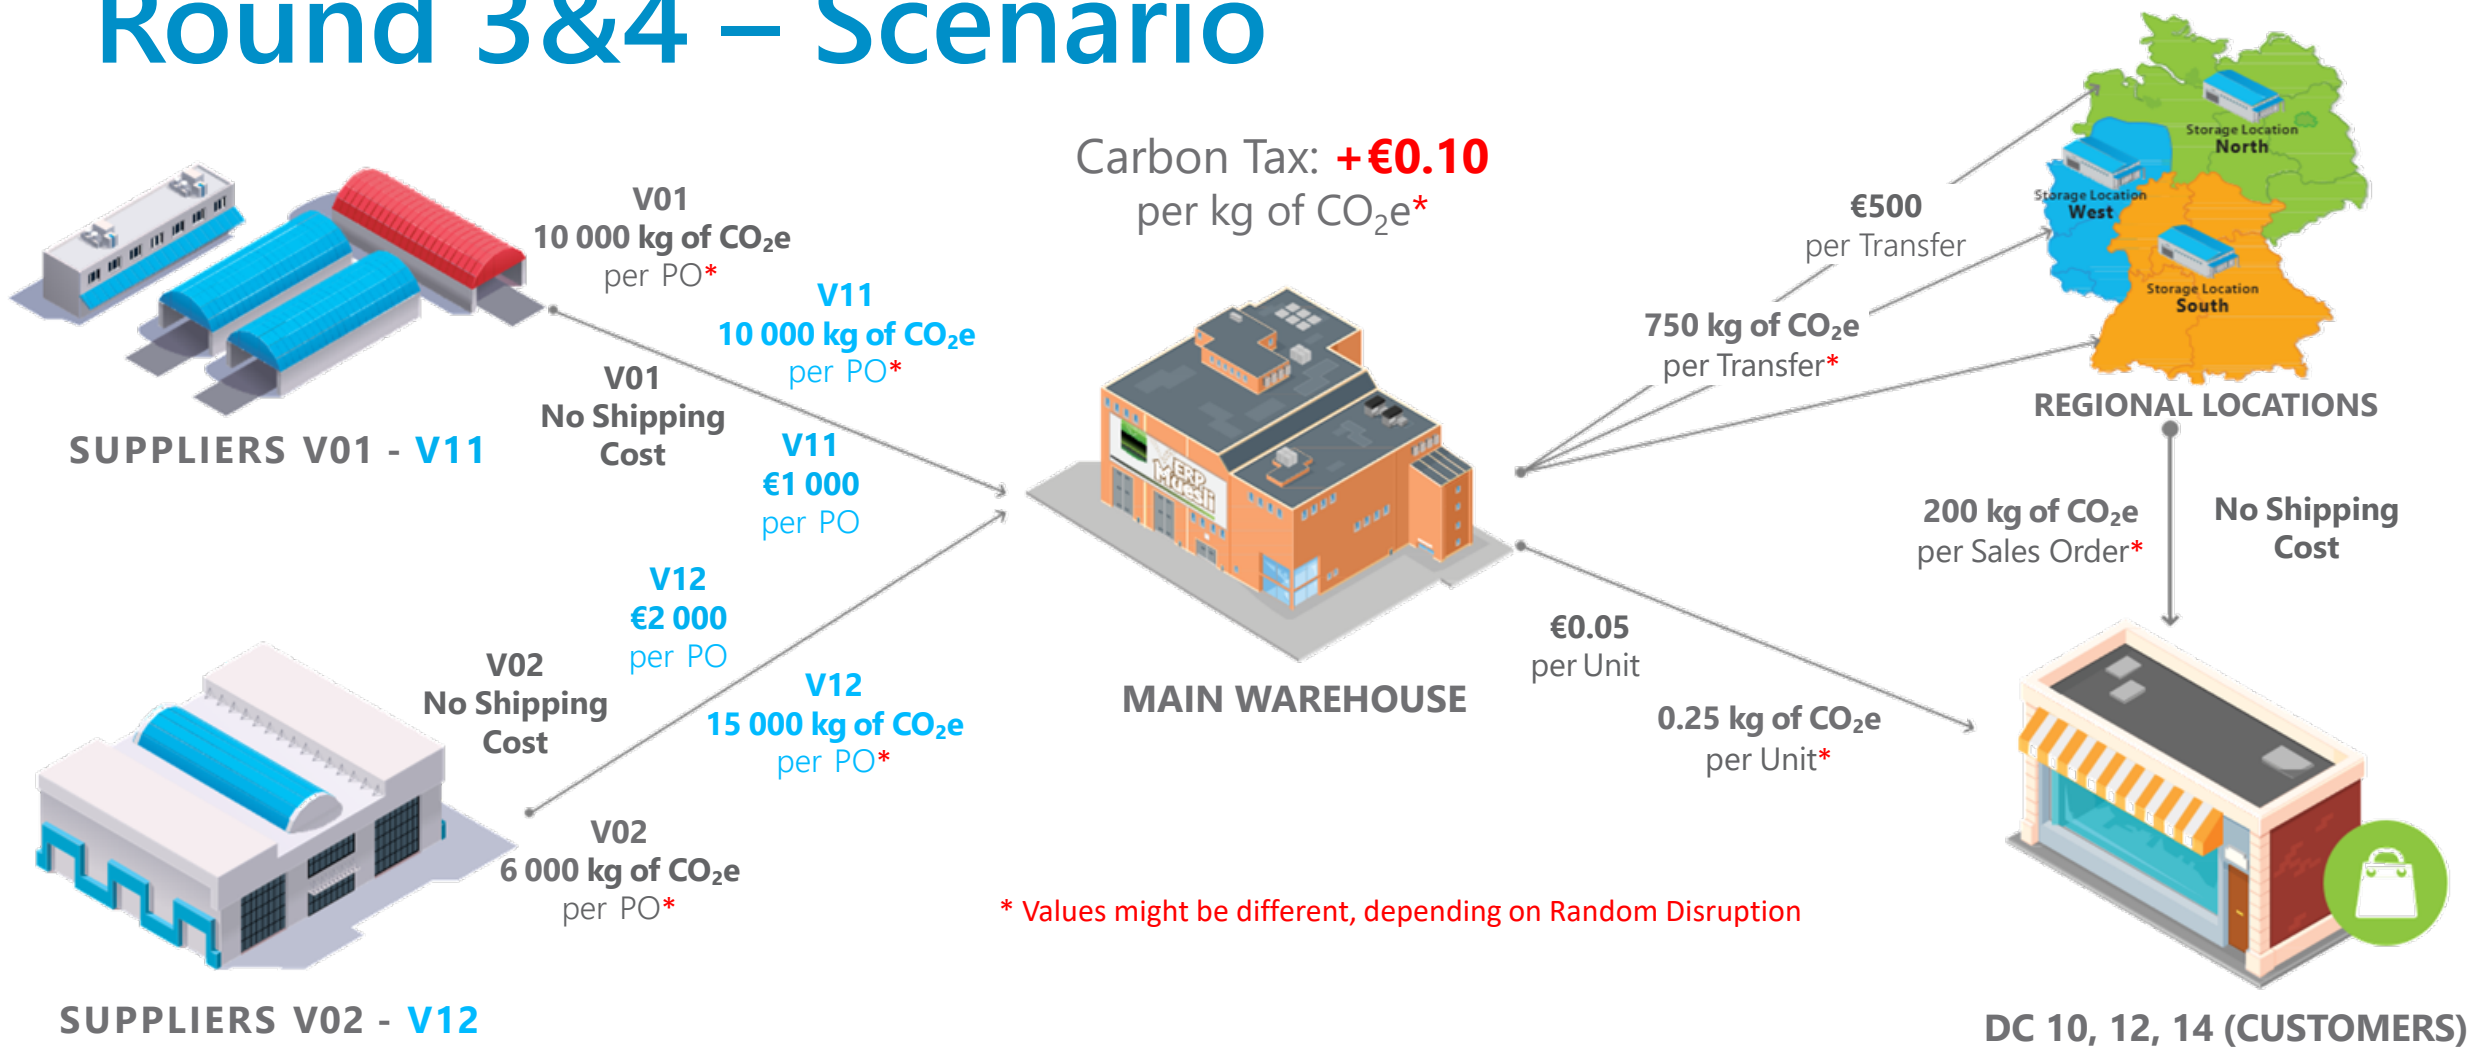 Round 3&4 – Scenario
Carbon Tax: +€0.10
per kg of CO₂e*
V01
10 000 kg of CO₂e
per PO*
V11
10 000 kg of CO₂e
per PO*
V01
No Shipping
Cost
V11
€1 000
per PO
SUPPLIERS V01 - V11
V12
€2 000
per PO
V02
No Shipping
Cost
V12
15 000 kg of CO₂e
per PO*
V02
6 000 kg of CO₂e
per PO*
SUPPLIERS V02 - V12
ERP
Muesli
MAIN WAREHOUSE
€500
per Transfer
750 kg of CO₂e
per Transfer*
Storage Location
North
Storage Location
West
Storage Location
South
REGIONAL LOCATIONS
200 kg of CO₂e
per Sales Order*
No Shipping
Cost
€0.05
per Unit
0.25 kg of CO₂e
per Unit*
* Values might be different, depending on Random Disruption
DC 10, 12, 14 (CUSTOMERS)